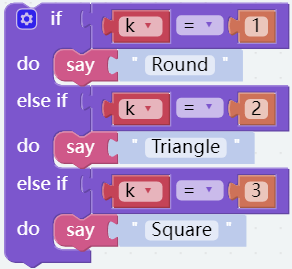 if k = 1
do say " Round "
else if k = 2
do say " Triangle "
else if k = 3
do say " Square "